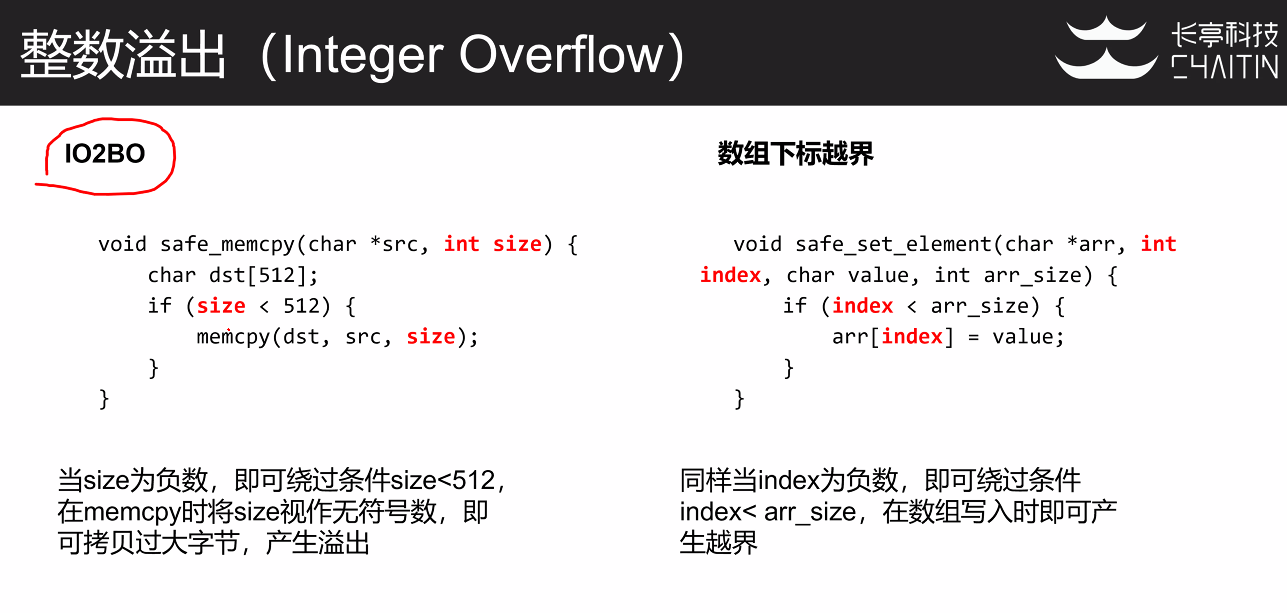 整数溢出（Integer Overflow）
长亭科技
CHAITIN
IO2BO
void safe_memcpy(char *src, int size) {
char dst[512];
if (size < 512) {
memcpy(dst, src, size);
}
}
当size为负数，即可绕过条件size<512，
在memcpy时将size视作无符号数，即
可拷贝过大字节，产生溢出
数组下标越界
void safe_set_element(char *arr, int
index, char value, int arr_size) {
if (index < arr_size) {
arr[index] = value;
}
}
同样当index为负数，即可绕过条件
index< arr_size，在数组写入时即可产
生越界